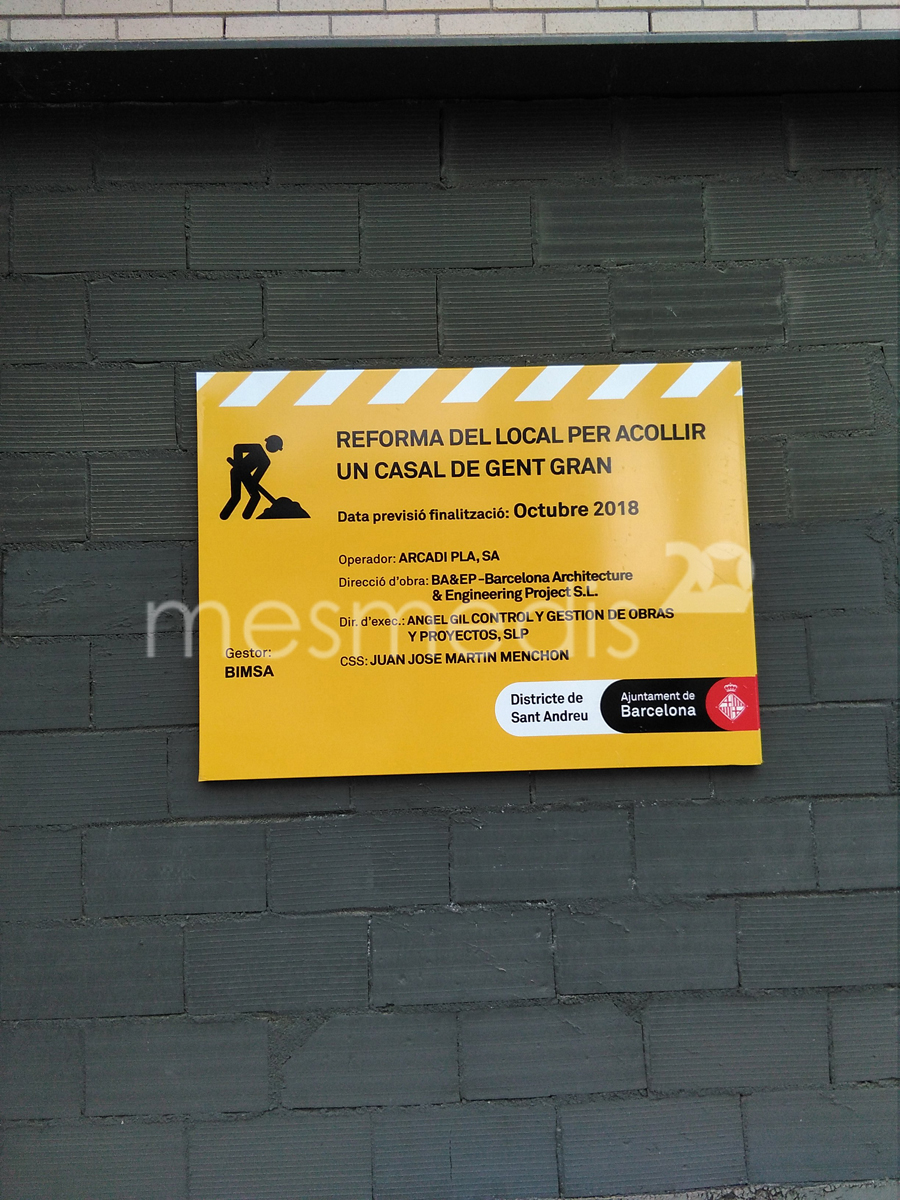 REFORMA DEL LOCAL PER ACOLLIR
UN CASAL DE GENT GRAN
Data previsió finalització: Octubre 2018
Operador: ARCADI PLA, SA
Direcció d'obra: BA&EP-Barcelona Architecture
& Engineering Project S.L.
Dir. d'exec.: ANGEL GIL CONTROL Y GESTION DE OBRAS
Y PROYECTOS, SLP
CSS: JUAN JOSE MARTIN MENCHON
Gestor:
BIMSA
Districte de
Sant Andreu
Ajuntament de
Barcelona
mesmedis20